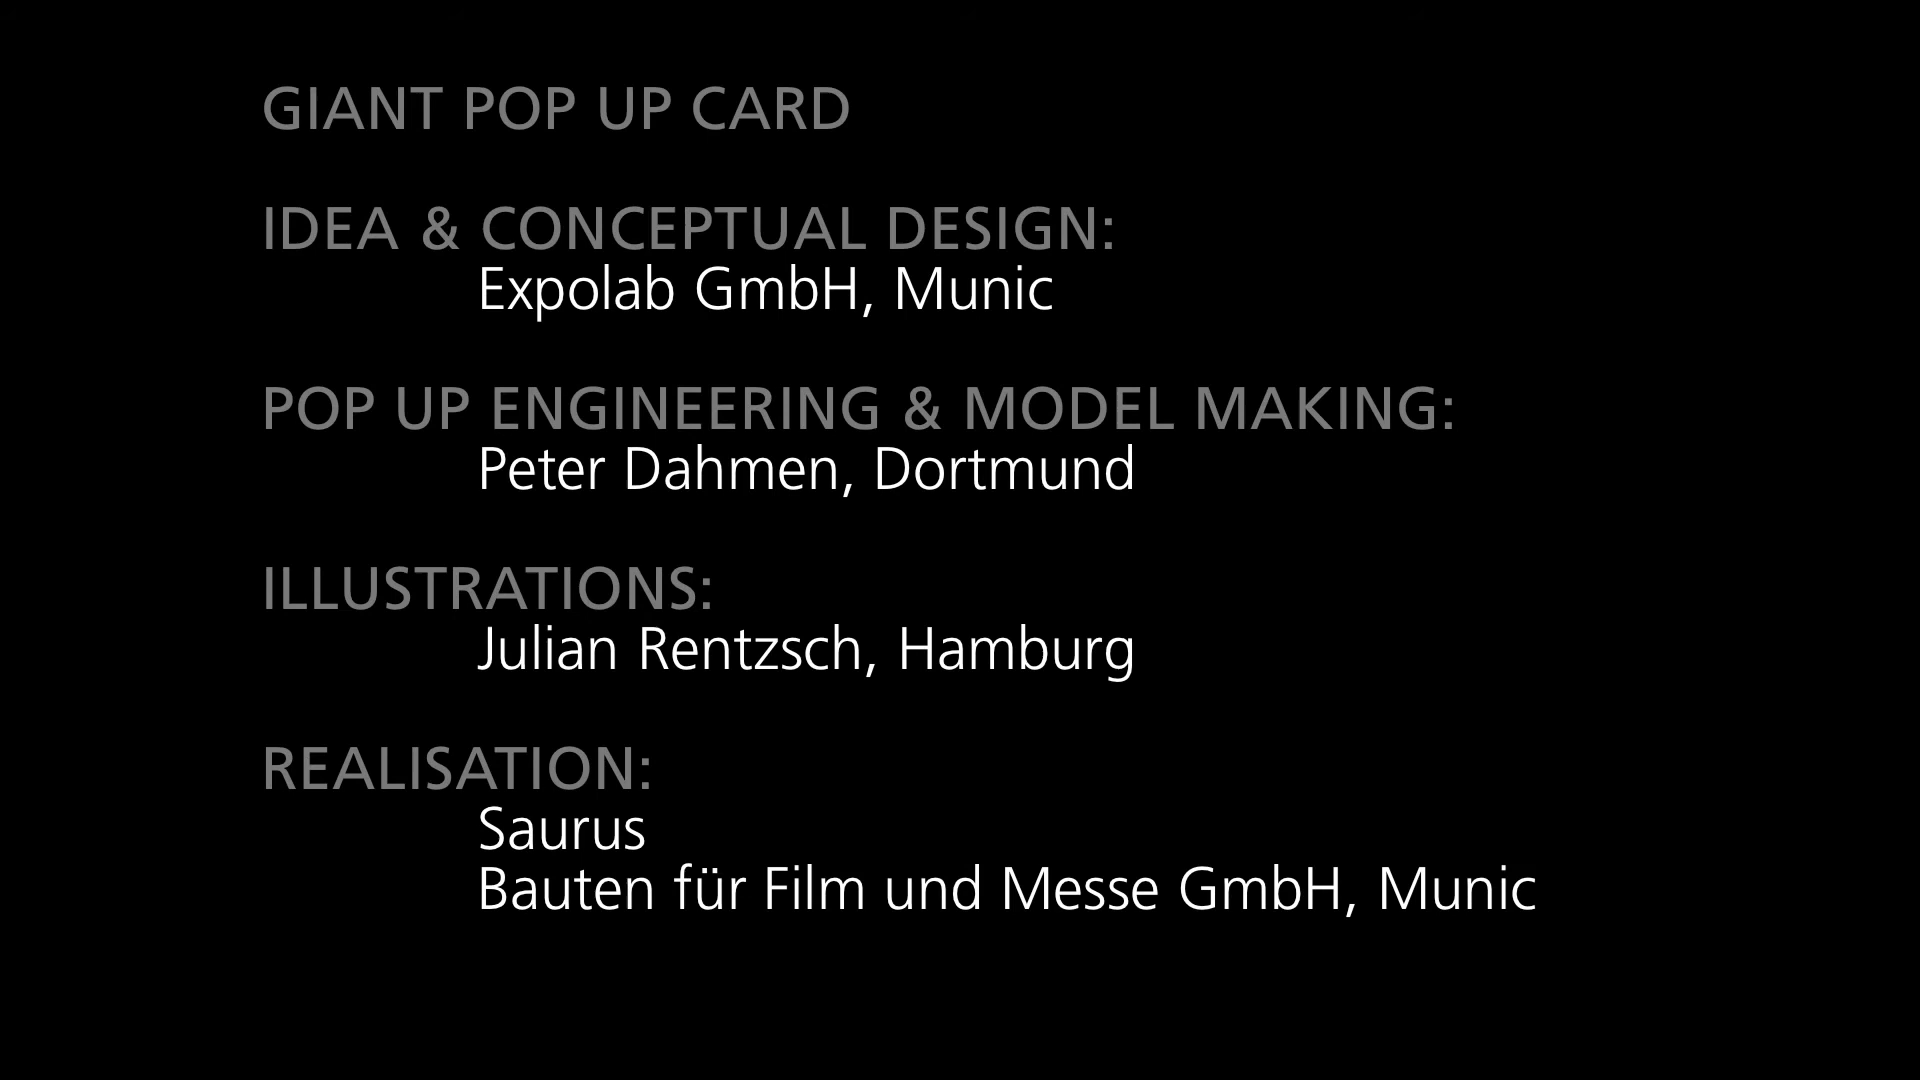 GIANT POP UP CARD
IDEA & CONCEPTUAL DESIGN:
Expolab GmbH, Munic
POP UP ENGINEERING & MODEL MAKING:
Peter Dahmen, Dortmund
ILLUSTRATIONS:
Julian Rentzsch, Hamburg
REALISATION:
Saurus
Bauten für Film und Messe GmbH, Munic